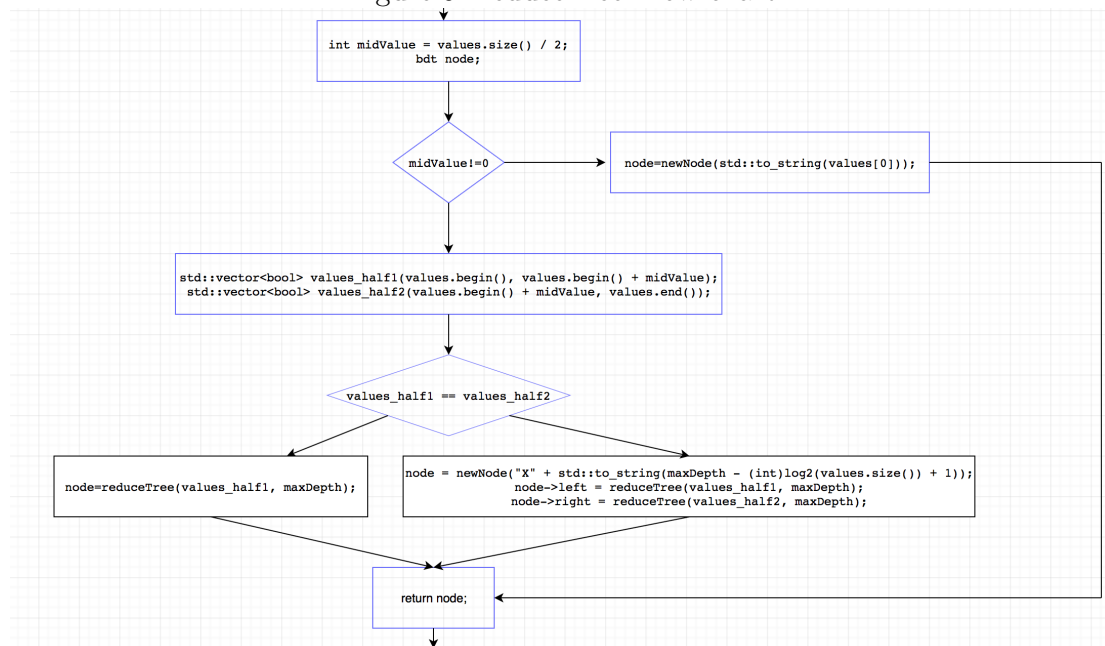 int midValue = values.size() / 2;
bdt node;
midValue!=0
node=newNode(std::to_string(values[0]));
std::vector<bool> values_half1(values.begin(), values.begin() + midValue);
std::vector<bool> values_half2(values.begin() + midValue, values.end());
values_half1 == values_half2
node=reduceTree(values_half1, maxDepth);
node = newNode("X" + std::to_string(maxDepth - (int)log2(values.size()) + 1));
node->left = reduceTree(values_half1, maxDepth);
node->right = reduceTree(values_half2, maxDepth);
return node;